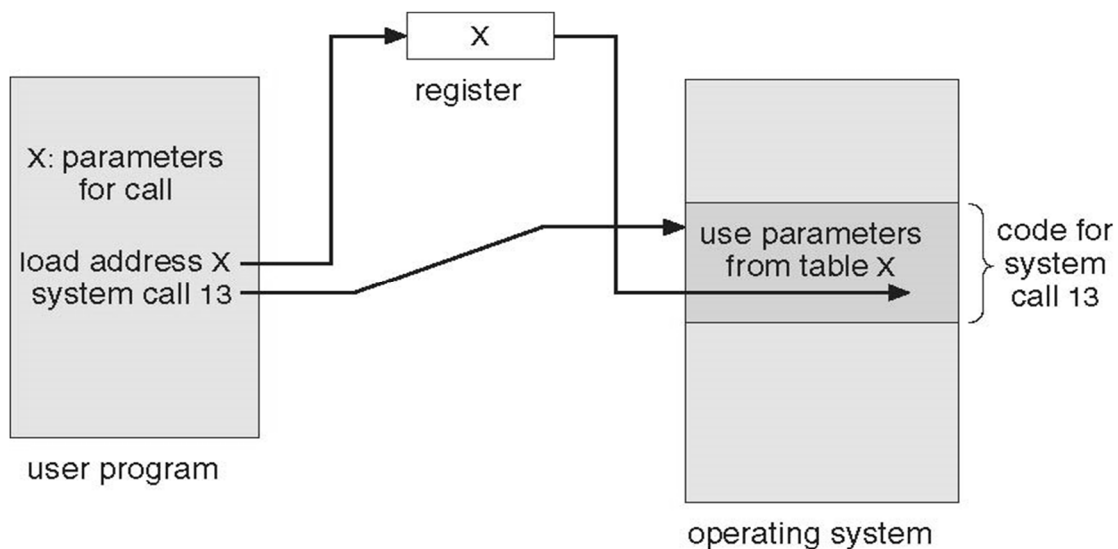 X
register
X: parameters
for call
load address X
system call 13
user program
use parameters
from table X
code for
system
call 13
operating system